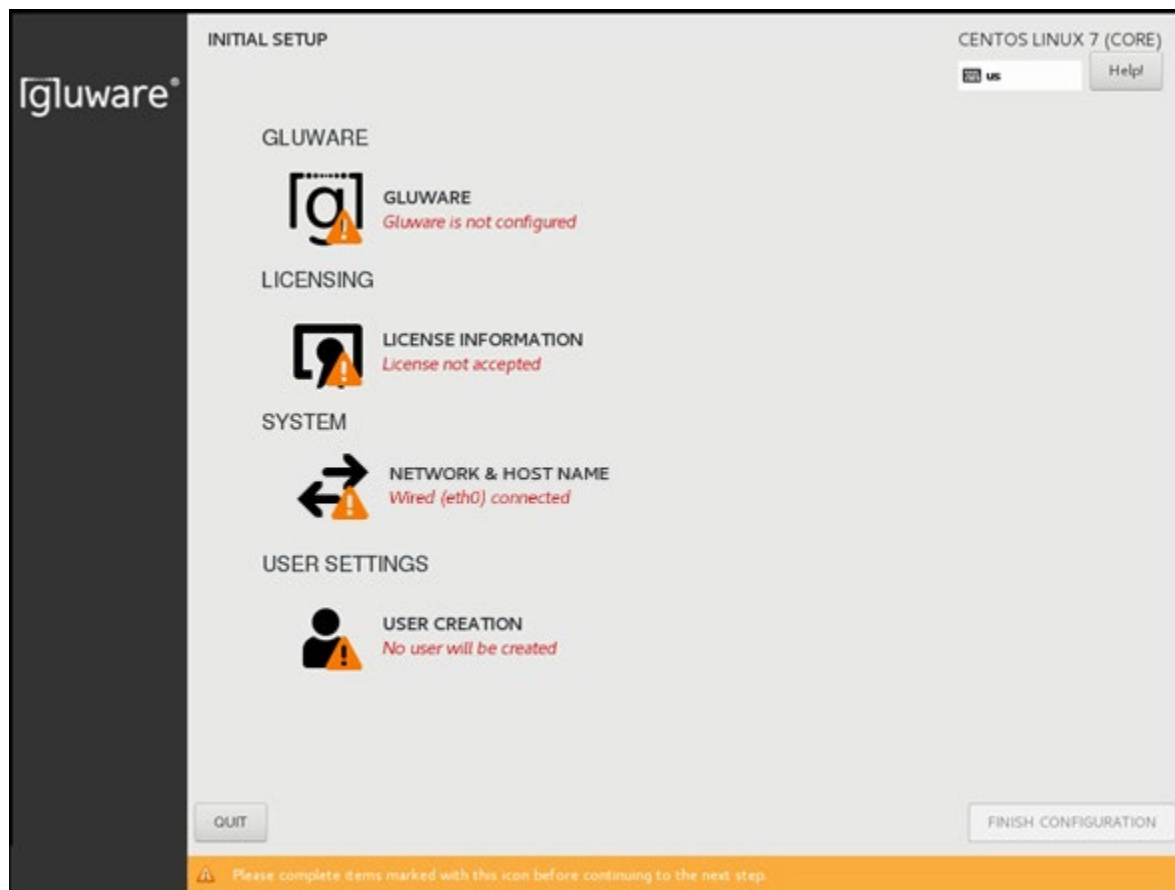 INITIAL SETUP
CENTOS LINUX 7 (CORE)
us
Help!
[g]luware®
GLUWARE
[g]
GLUWARE
Gluware is not configured
LICENSING
LICENSE INFORMATION
License not accepted
SYSTEM
NETWORK & HOST NAME
Wired (eth0) connected
USER SETTINGS
USER CREATION
No user will be created
QUIT
FINISH CONFIGURATION
Please complete items marked with this icon before continuing to the next step.